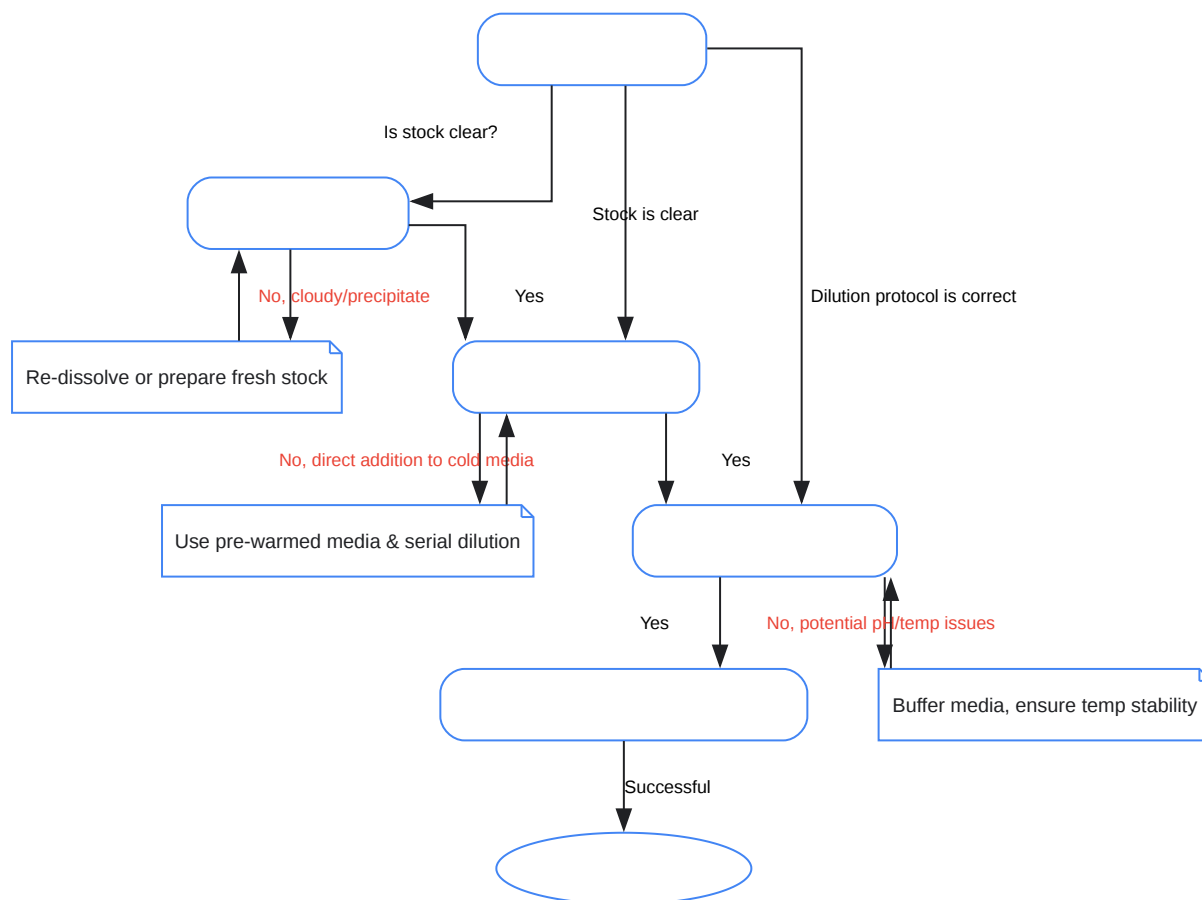 Is stock clear?
Stock is clear
No, cloudy/precipitate
Yes
Dilution protocol is correct
Re-dissolve or prepare fresh stock
No, direct addition to cold media
Yes
Use pre-warmed media & serial dilution
Yes
No, potential pH/temp issues
Buffer media, ensure temp stability
Successful